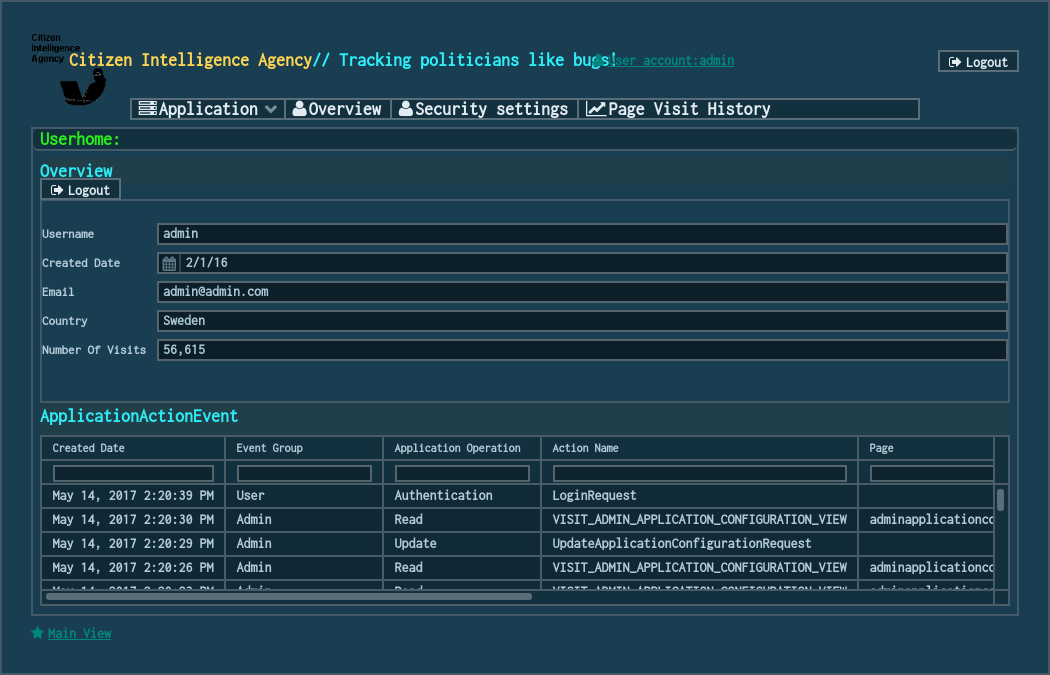 Citizen
Intelligence
Agency
Citizen Intelligence Agency// Tracking politicians like bugs!
User account:admin
Logout
Application Overview Security settings Page Visit History
Userhome:
Overview
Logout
Username admin
Created Date 2/1/16
Email admin@admin.com
Country Sweden
Number Of Visits 56,615
ApplicationActionEvent
Created Date Event Group Application Operation Action Name Page
May 14, 2017 2:20:39 PM User Authentication LoginRequest
May 14, 2017 2:20:30 PM Admin Read VISIT_ADMIN_APPLICATION_CONFIGURATION_VIEW adminapplicationco
May 14, 2017 2:20:29 PM Admin Update UpdateApplicationConfigurationRequest
May 14, 2017 2:20:26 PM Admin Read VISIT_ADMIN_APPLICATION_CONFIGURATION_VIEW adminapplicationco
Main View